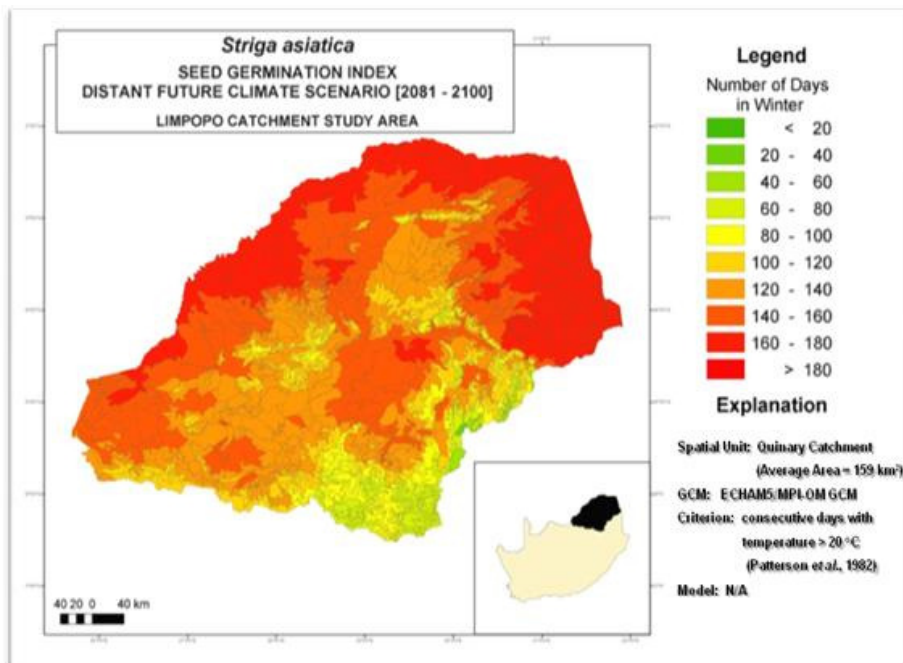 Striga asiatica
SEED GERMINATION INDEX
DISTANT FUTURE CLIMATE SCENARIO [2081 - 2100]
LIMPOPO CATCHMENT STUDY AREA
40 20 0 40 km
Legend
Number of Days
in Winter
< 20
20 - 40
40 - 60
60 - 80
80 - 100
100 - 120
120 - 140
140 - 160
160 - 180
> 180
Explanation
Spatial Unit: Quinary Catchment
(Average Area = 159 km²)
GCM: ECHAM5/MPI-OM GCM
Criterion: consecutive days with
temperature > 20 °C
(Patterson et al., 1982)
Model: N/A